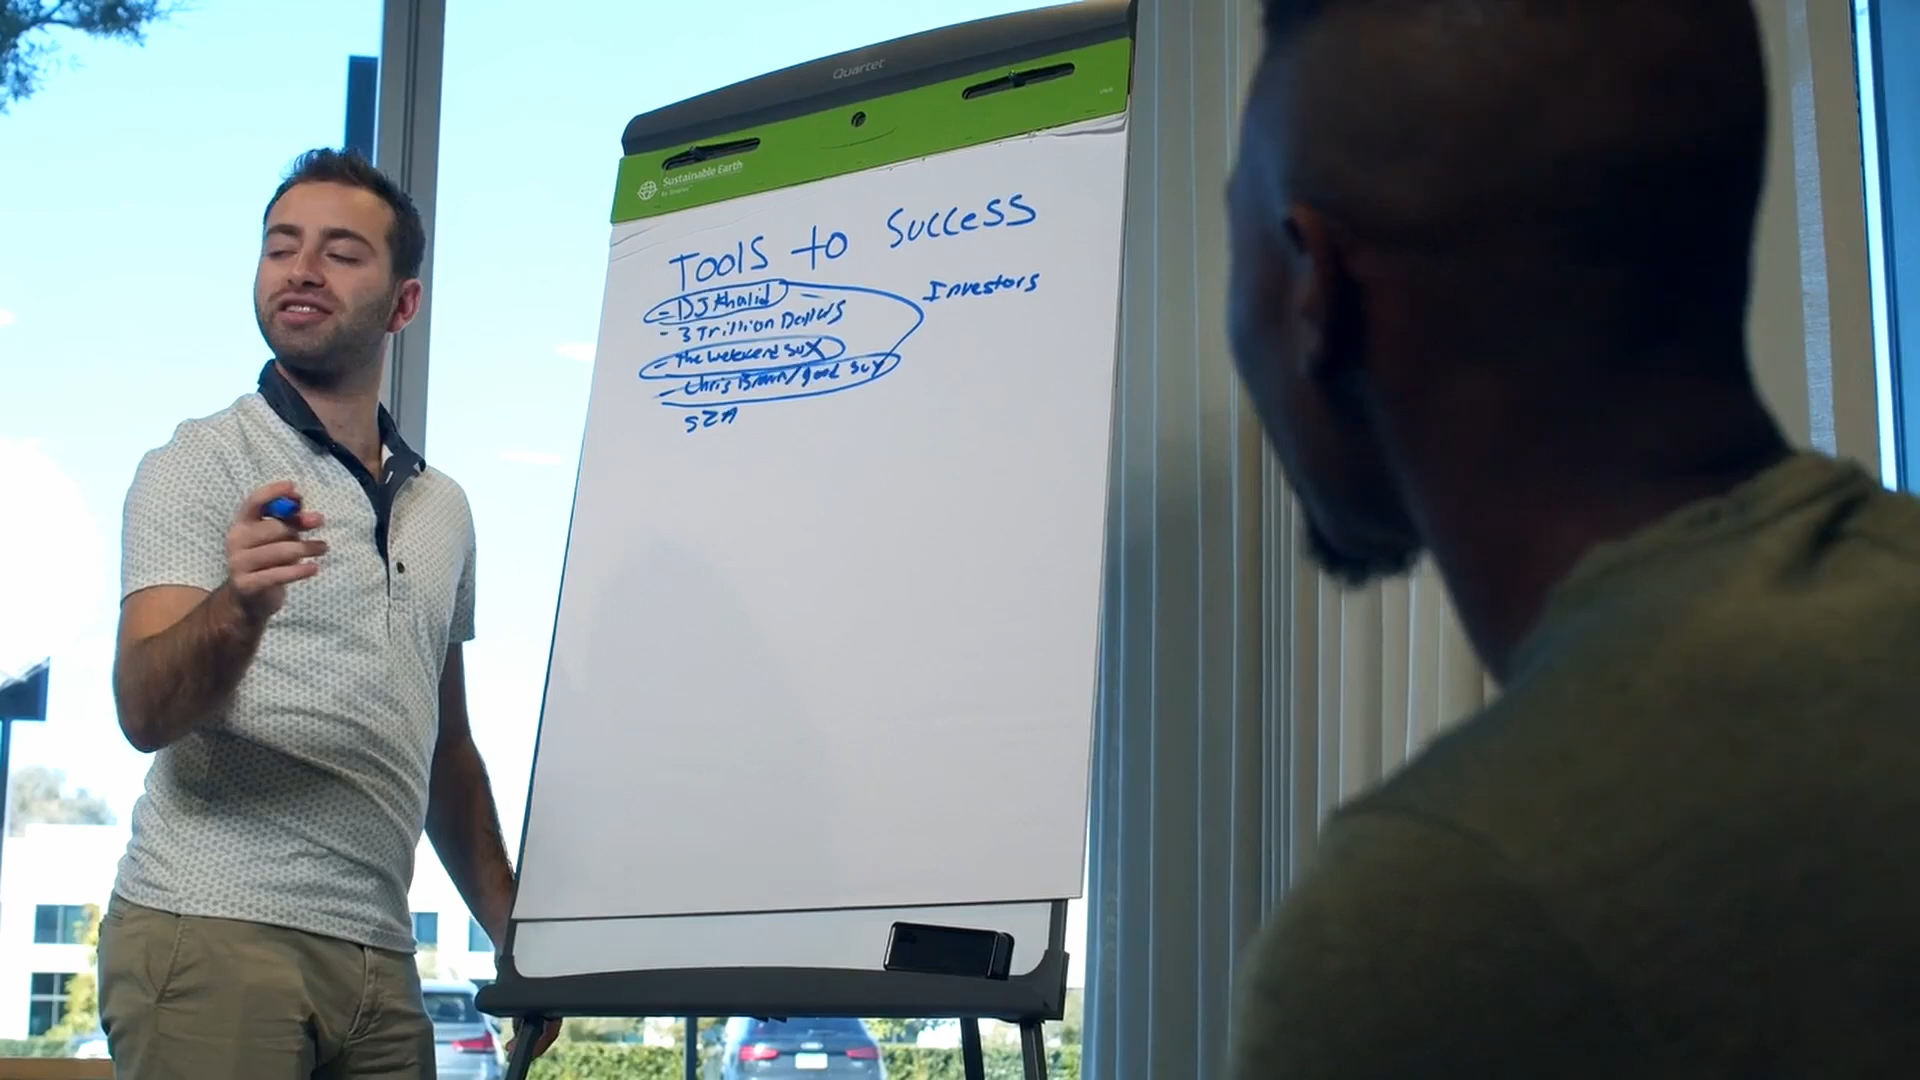 Quartet
Sustainable Earth
Tools to Success
Investors
- DJ Khalid
- 3 Trillion Dollars
- The Weekend SUX
- Chris Brown/good guy
SZA